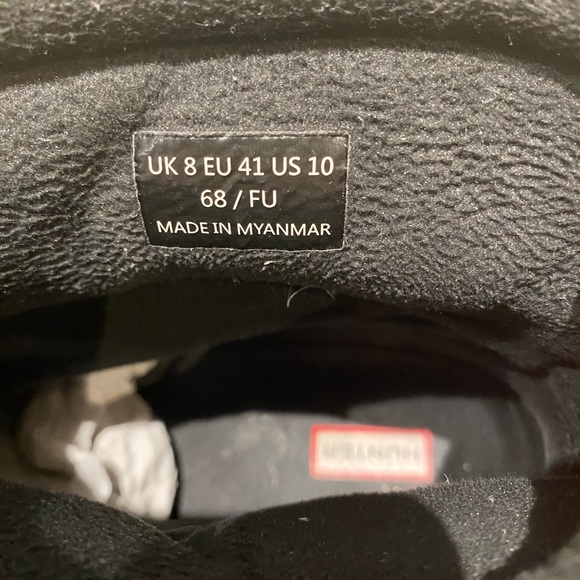 UK 8 EU 41 US 10
68 / FU
MADE IN MYANMAR
HUNTER